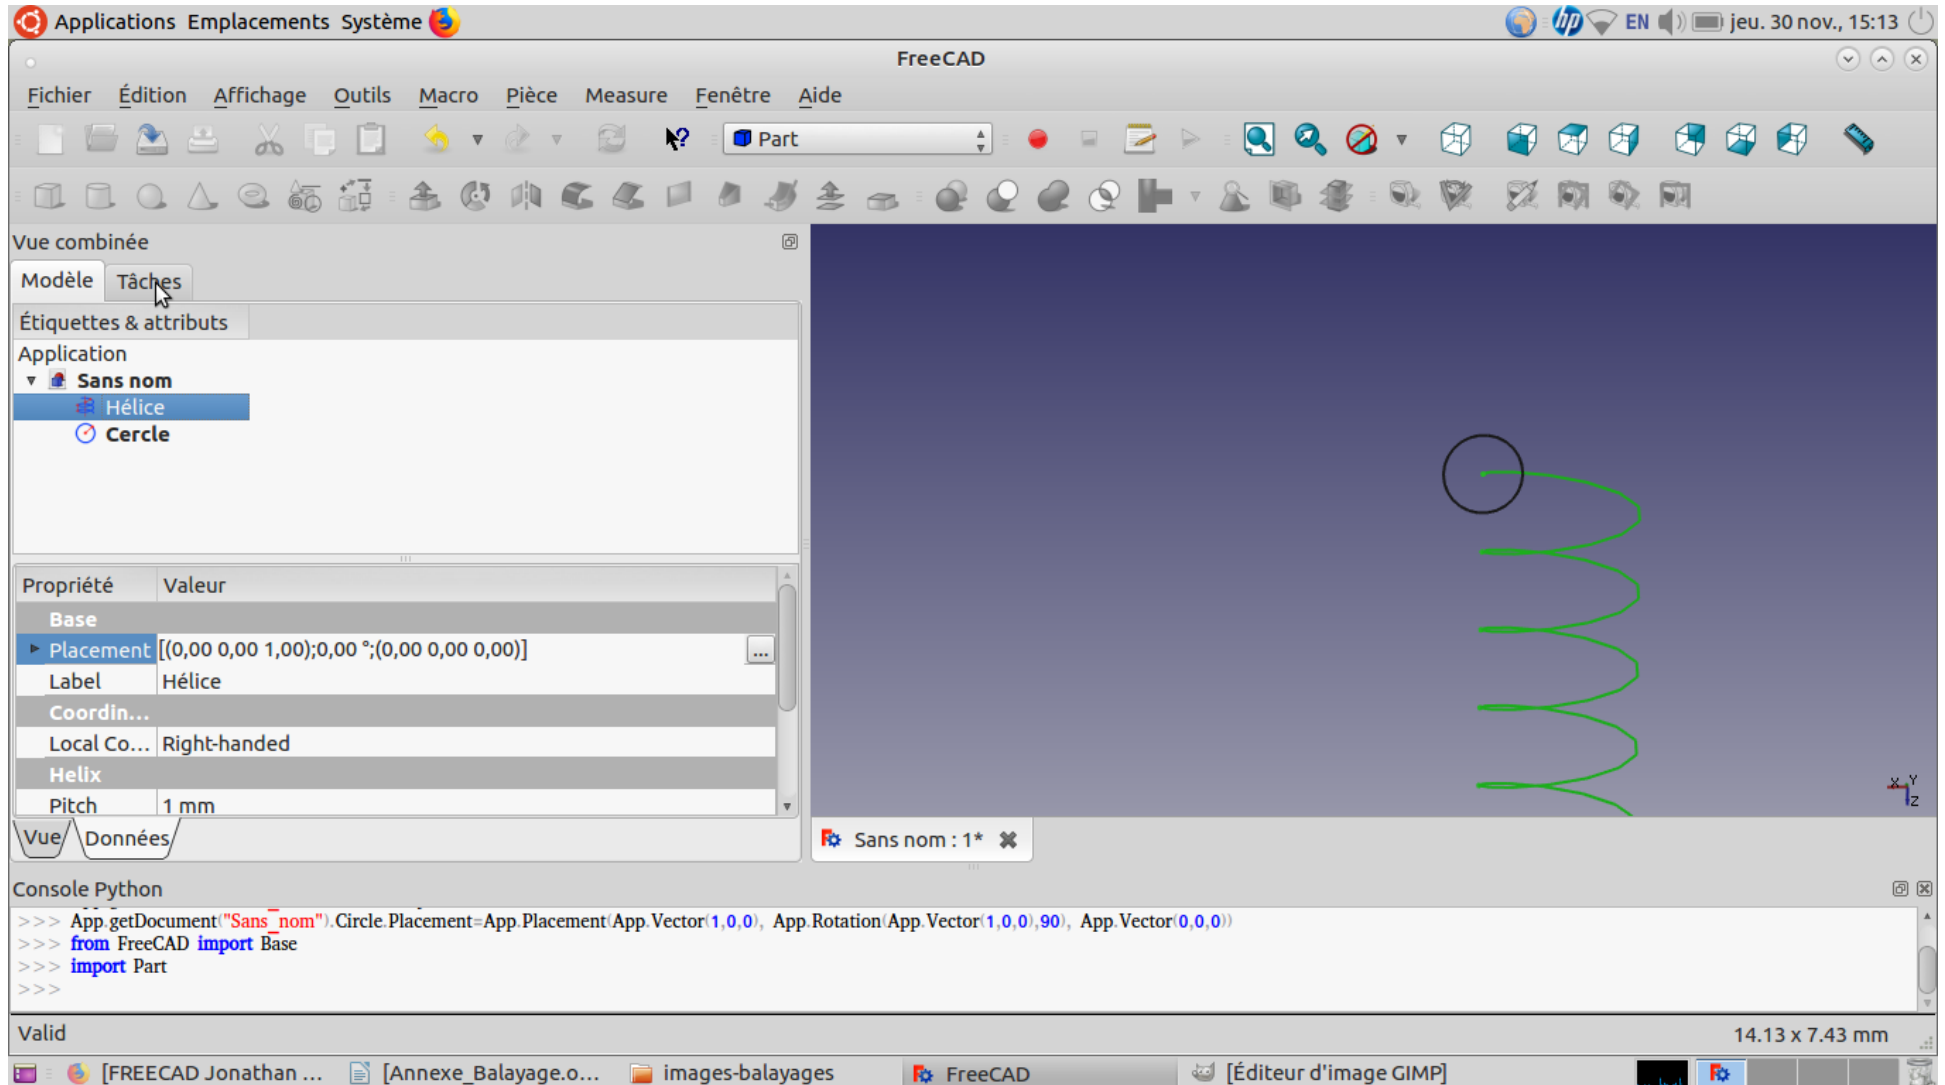 Applications Emplacements Système
hp EN jeu. 30 nov., 15:13
FreeCAD
Fichier Édition Affichage Outils Macro Pièce Measure Fenêtre Aide
Part
Vue combinée
Modèle Tâches
Étiquettes & attributs
Application
Sans nom
Hélice
Cercle
Propriété Valeur
Base
Placement [(0,00 0,00 1,00);0,00 °;(0,00 0,00 0,00)] ...
Label Hélice
Coordin...
Local Co... Right-handed
Helix
Pitch 1 mm
Vue Données
X Y
Z
Sans nom : 1*
Console Python
>>> App.getDocument("Sans_nom").Circle.Placement=App.Placement(App.Vector(1,0,0), App.Rotation(App.Vector(1,0,0),90), App.Vector(0,0,0))
>>> from FreeCAD import Base
>>> import Part
>>>
Valid 14.13 x 7.43 mm
[FREECAD Jonathan ... [Annexe_Balayage.o... images-balayages FreeCAD [Éditeur d'image GIMP]